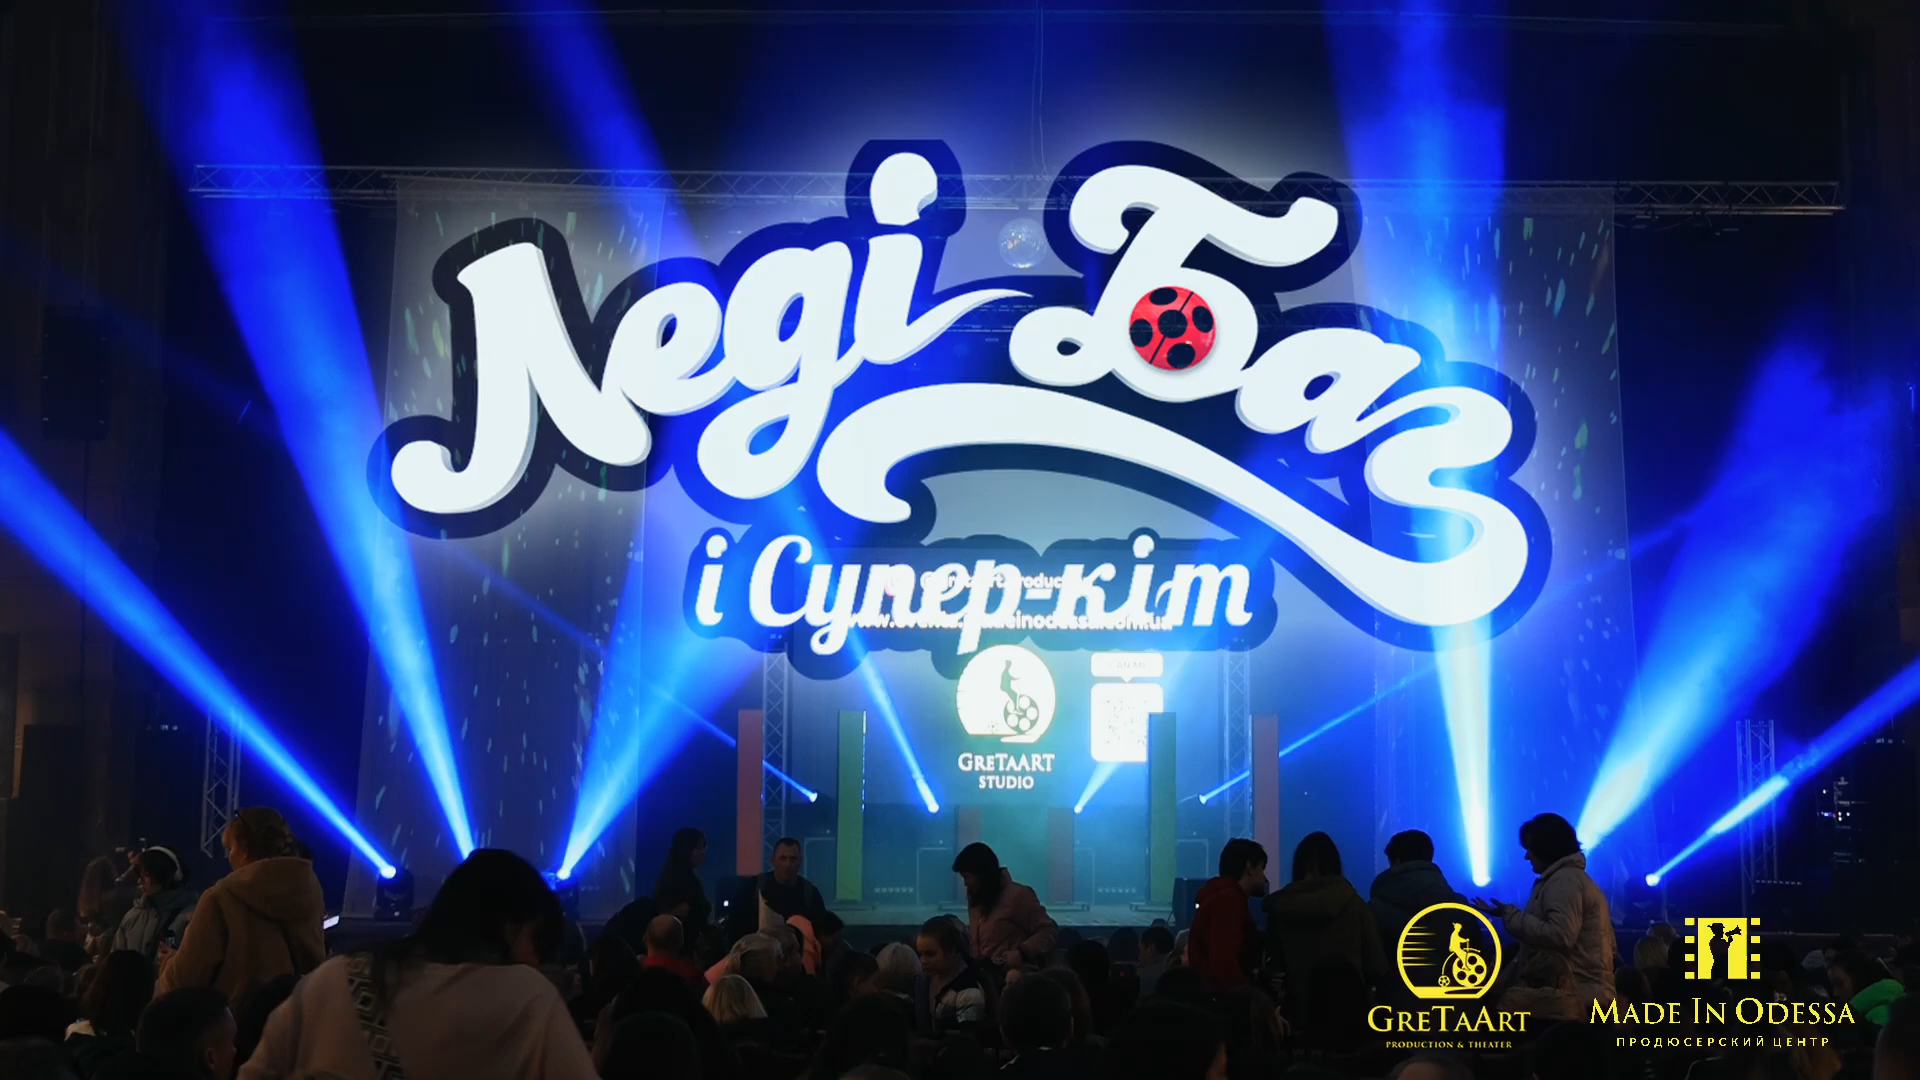 Леді Баг
і Супер-кіт
GRETAART
STUDIO
GRETAART
PRODUCTION & THEATER
MADE IN ODESSA
ПРОДЮСЕРСКИЙ ЦЕНТР